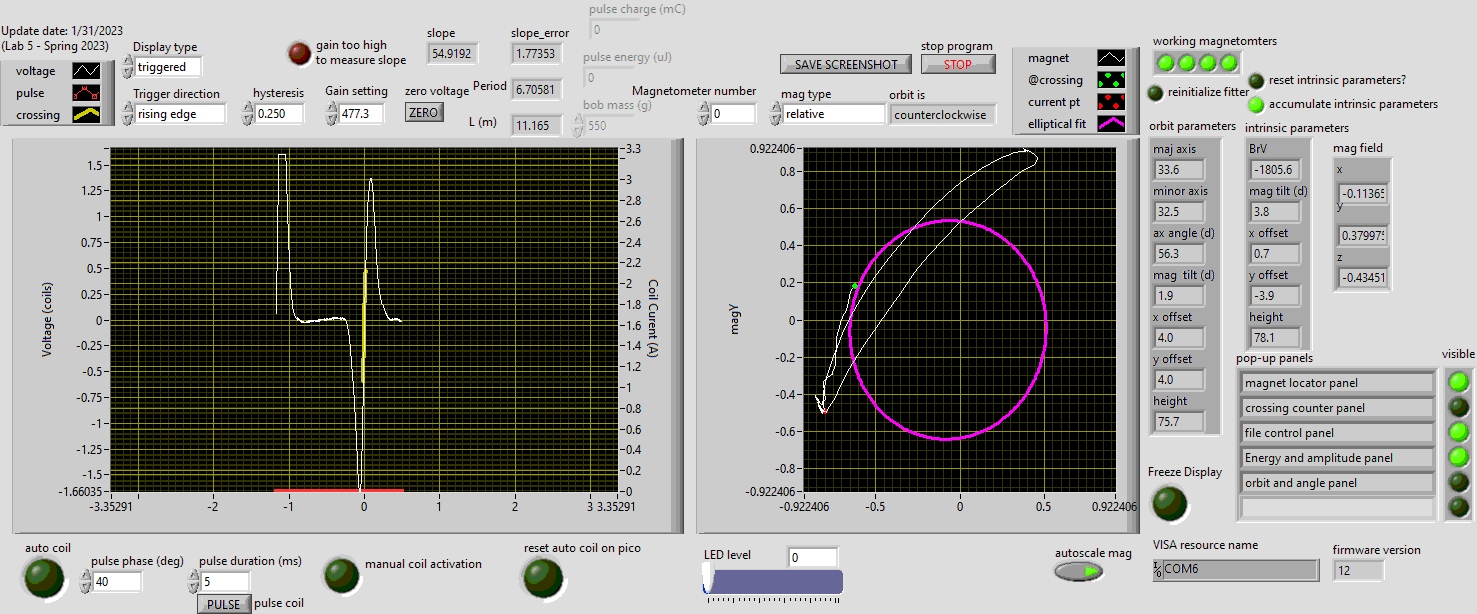 Update date: 1/31/2023
(Lab 5 - Spring 2023)
voltage
pulse
crossing
Display type
triggered
Trigger direction
rising edge
gain too high
to measure slope
hysteresis
0.250
Gain setting
477.3
zero voltage
ZERO
slope
54.9192
slope_error
1.77353
Period
6.70581
L (m)
11.165
pulse charge (mC)
0
pulse energy (uJ)
0
bob mass (g)
550
Magnetometer number
0
SAVE SCREENSHOT
stop program
STOP
mag type
relative
orbit is
counterclockwise
magnet
@crossing
current pt
elliptical fit
working magnetomters
reset intrinsic parameters?
reinitialize fitter
accumulate intrinsic parameters
orbit parameters
maj axis
33.6
minor axis
32.5
ax angle (d)
56.3
mag tilt (d)
1.9
x offset
4.0
y offset
4.0
height
75.7
intrinsic parameters
BrV
-1805.6
mag tilt (d)
3.8
x offset
0.7
y offset
-3.9
height
78.1
mag field
x
-0.11365
y
0.379975
z
-0.43451
pop-up panels
visible
magnet locator panel
crossing counter panel
file control panel
Energy and amplitude panel
orbit and angle panel
Voltage (coils)
1.5
1.25
1
0.75
0.5
0.25
0
-0.25
-0.5
-0.75
-1
-1.25
-1.5
-1.66035
-3.35291
-2
-1
0
1
2
3
3.35291
3.3
3
2.8
2.6
2.4
2.2
2
1.8
1.6
1.4
1.2
1
0.8
0.6
0.4
0.2
0
Coil Curent (A)
magY
0.922406
0.8
0.6
0.4
0.2
0
-0.2
-0.4
-0.6
-0.8
-0.922406
-0.922406
-0.5
0
0.5
0.922406
Freeze Display
auto coil
pulse phase (deg)
40
pulse duration (ms)
5
PULSE
pulse coil
manual coil activation
reset auto coil on pico
LED level
0
autoscale mag
VISA resource name
COM6
firmware version
12